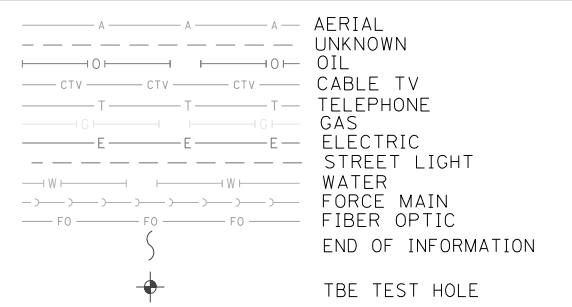 A A A AERIAL
UNKNOWN
O O OIL
CTV CTV CTV CABLE TV
T T T TELEPHONE
G G GAS
E E E ELECTRIC
STREET LIGHT
W W WATER
FORCE MAIN
FO FO FO FIBER OPTIC
END OF INFORMATION
TBE TEST HOLE